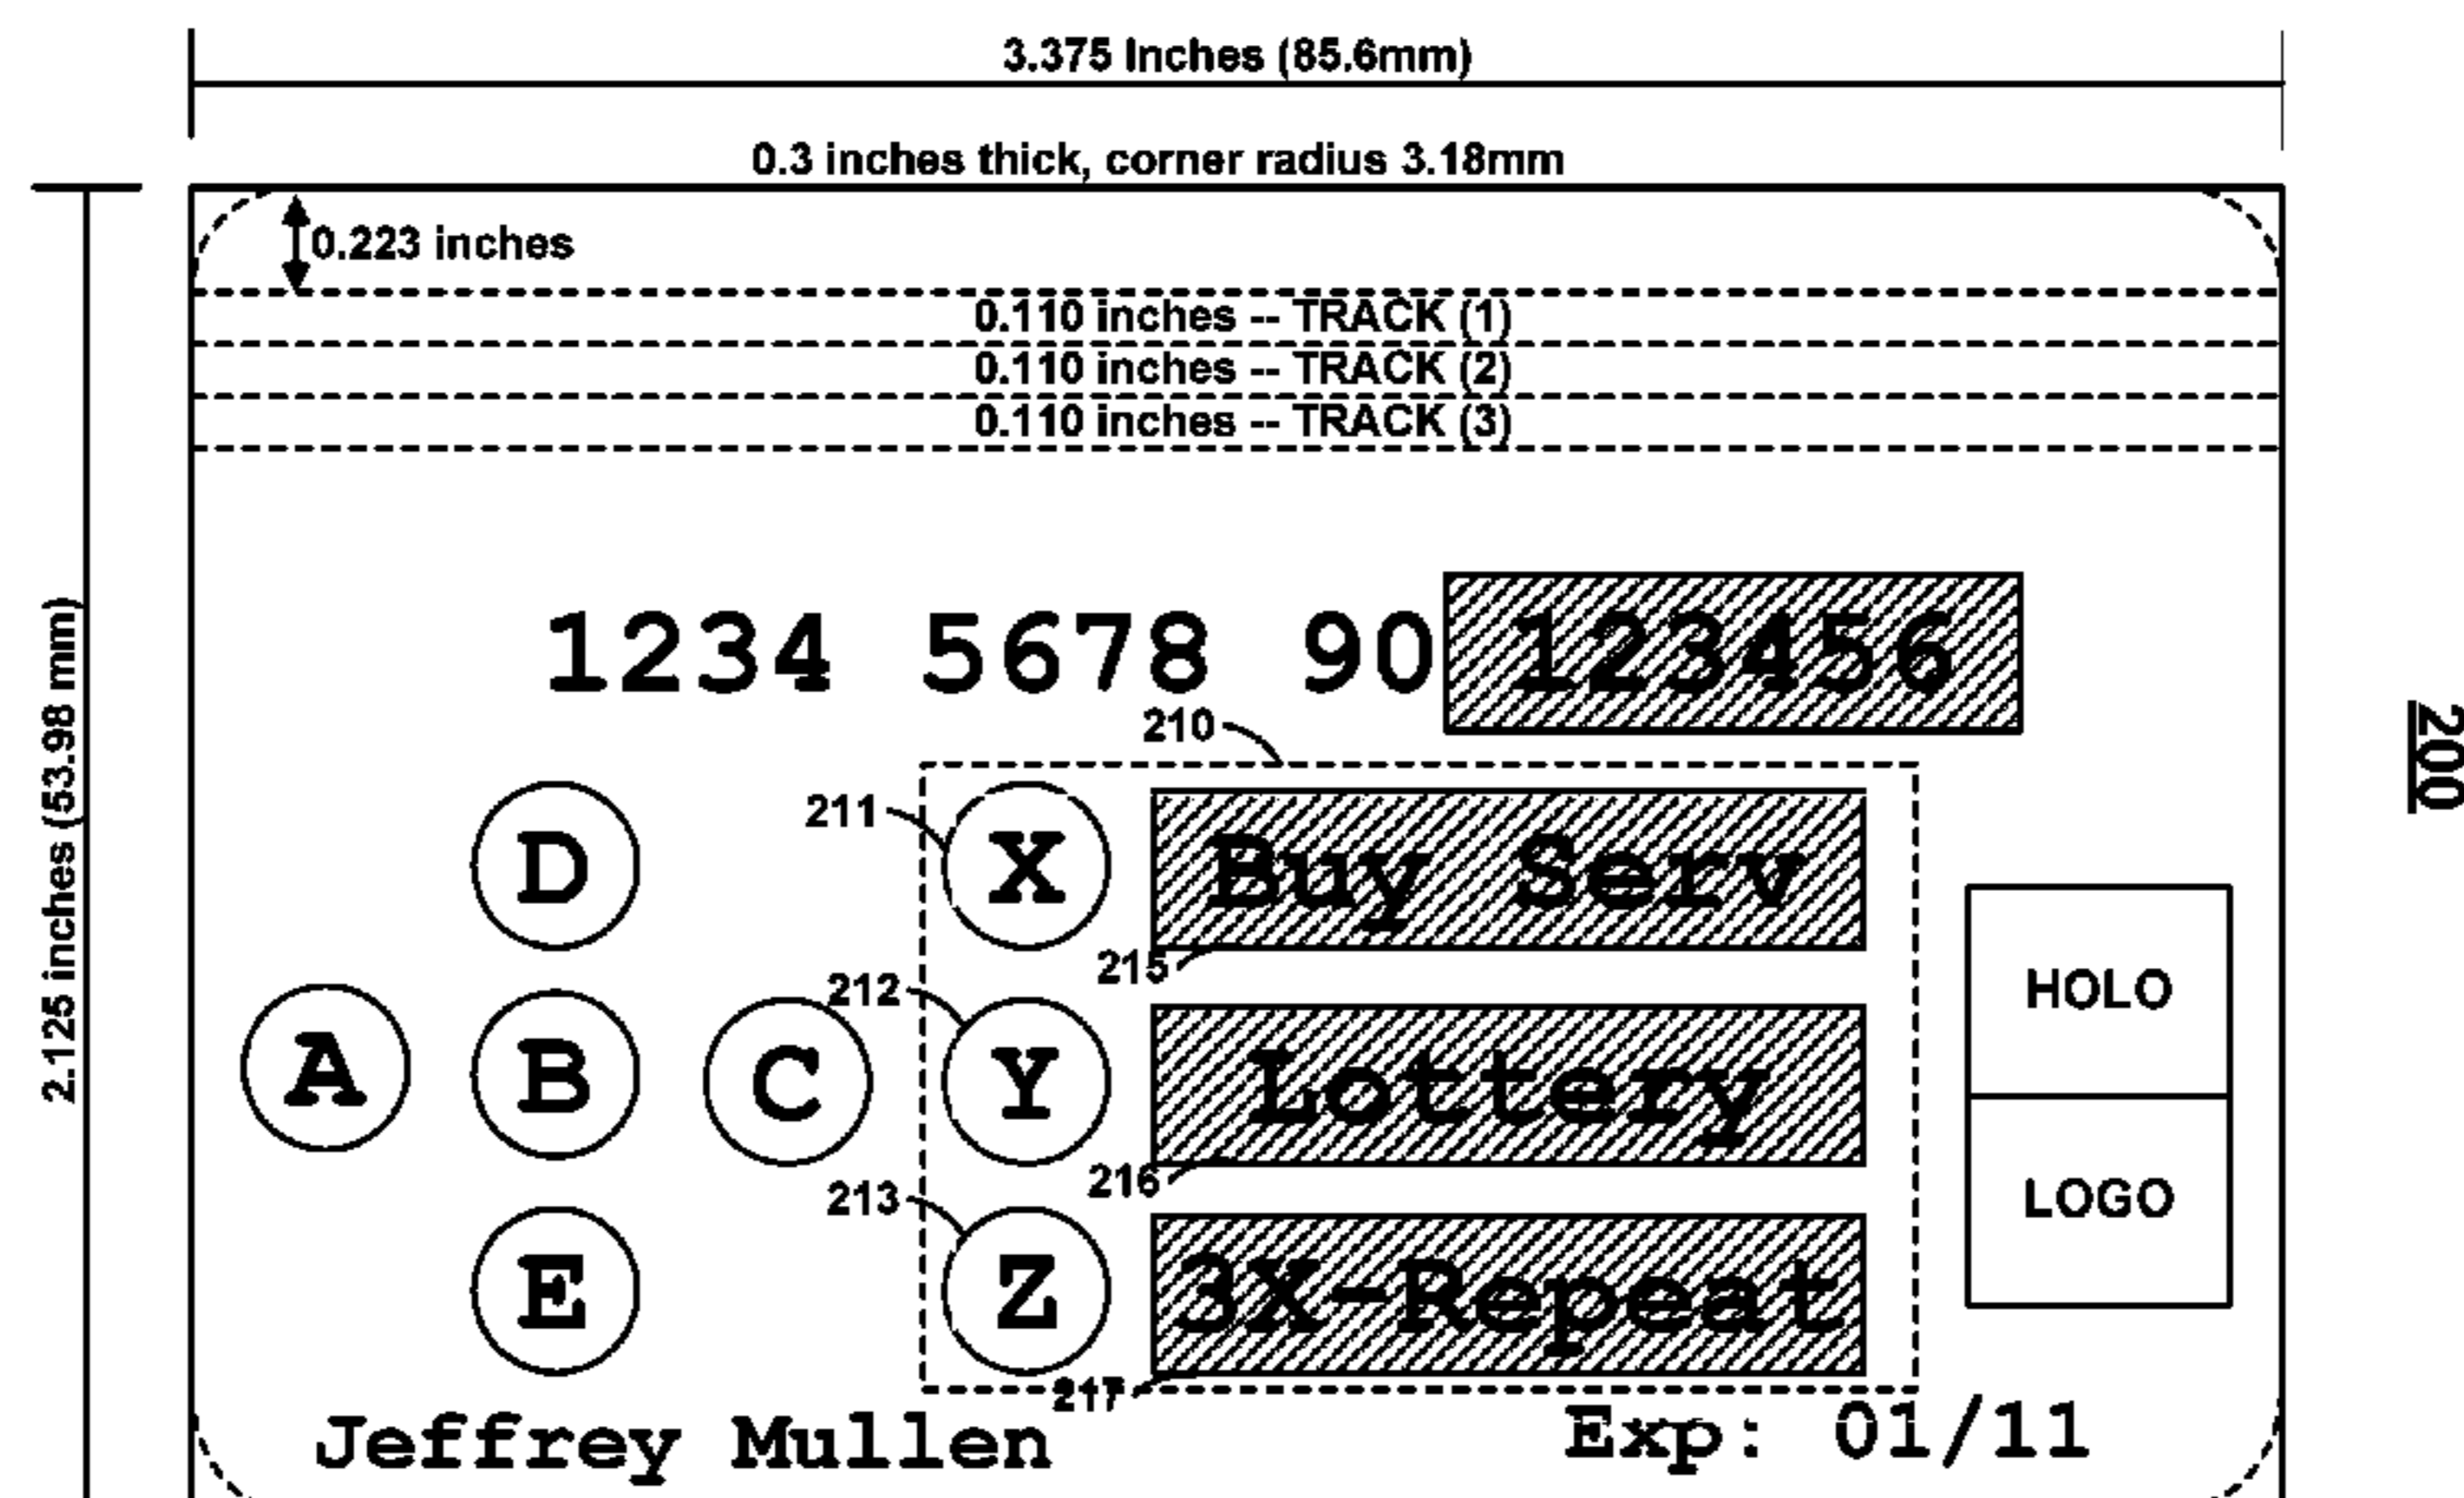 3.375 Inches (85.6mm)
0.3 inches thick, corner radius 3.18mm
0.223 inches
0.110 inches -- TRACK (1)
0.110 inches -- TRACK (2)
0.110 inches -- TRACK (3)
2.125 inches (53.98 mm)
1234 5678 90 123456
210
211
D
X
Buy Serv
215
200
212
A
B
C
Y
Lottery
HOLO
216
213
LOGO
E
Z
3X-Repeat
217
Jeffrey Mullen
Exp: 01/11